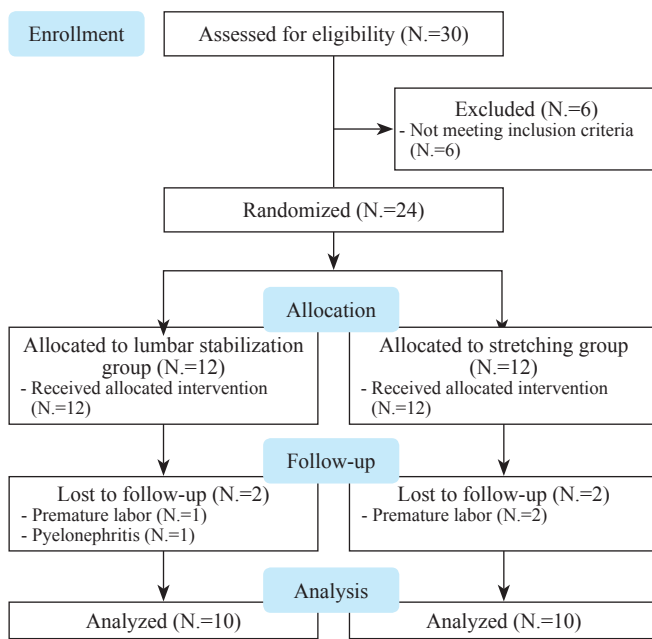 Enrollment
Assessed for eligibility (N.=30)
Excluded (N.=6)
- Not meeting inclusion criteria
(N.=6)
Randomized (N.=24)
Allocation
Allocated to lumbar stabilization
group (N.=12)
- Received allocated intervention
(N.=12)
Allocated to stretching group
(N.=12)
- Received allocated intervention
(N.=12)
Follow-up
Lost to follow-up (N.=2)
- Premature labor (N.=1)
- Pyelonephritis (N.=1)
Lost to follow-up (N.=2)
- Premature labor (N.=2)
Analysis
Analyzed (N.=10)
Analyzed (N.=10)